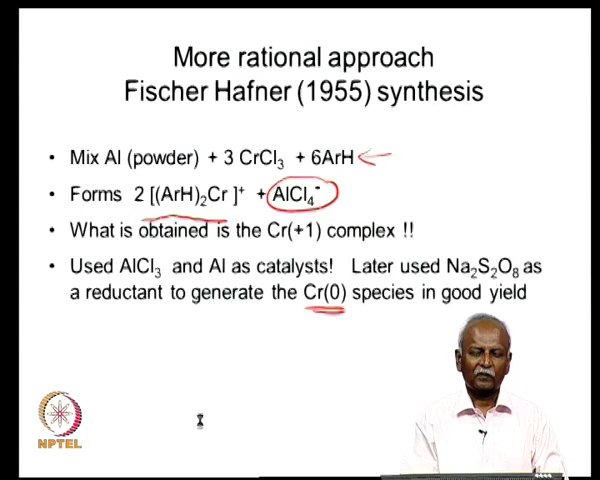 More rational approach
Fischer Hafner (1955) synthesis
• Mix Al (powder) + 3 CrCl₃ + 6ArH
• Forms 2 [(ArH)₂Cr ]⁺ + AlCl₄⁻
• What is obtained is the Cr(+1) complex !!
• Used AlCl₃ and Al as catalysts! Later used Na₂S₂O₈ as
a reductant to generate the Cr(0) species in good yield
NPTEL